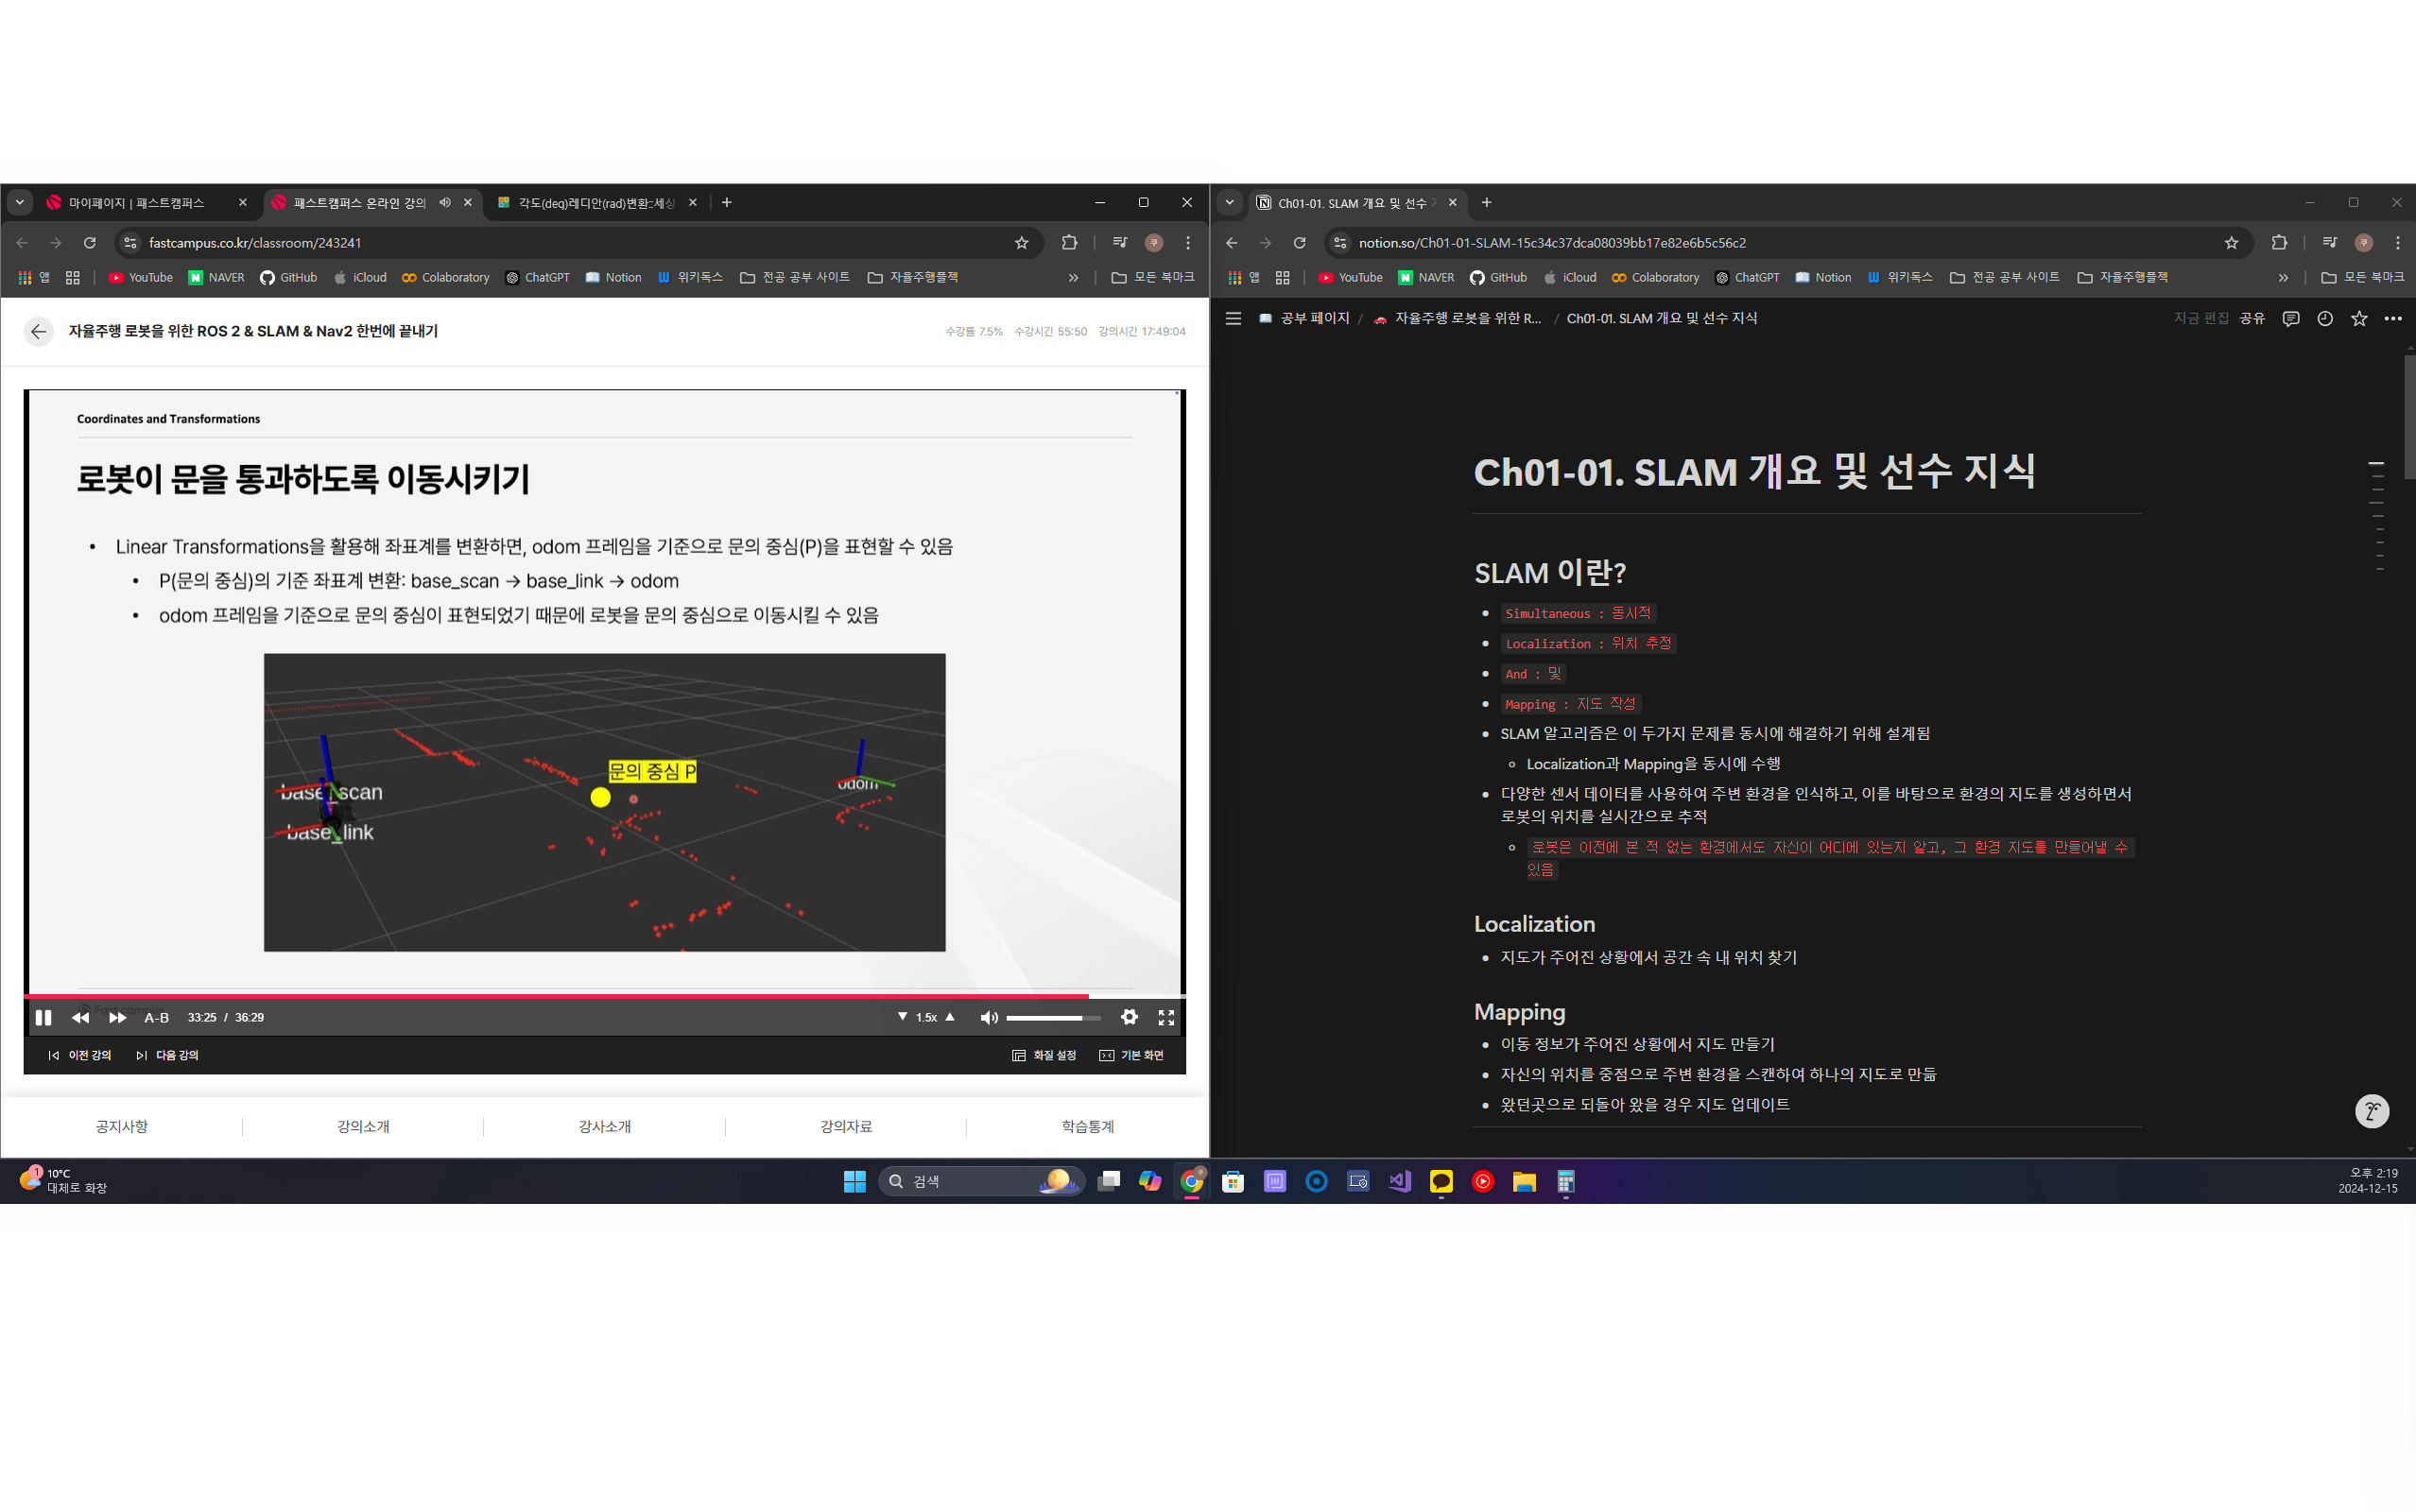 마이페이지 | 패스트캠퍼스
패스트캠퍼스 온라인 강의
각도(deg)레디안(rad)변환::세상
fastcampus.co.kr/classroom/243241
앱
YouTube
NAVER
GitHub
iCloud
Colaboratory
ChatGPT
Notion
위키독스
전공 공부 사이트
자율주행플젝
모든 북마크
자율주행 로봇을 위한 ROS 2 & SLAM & Nav2 한번에 끝내기
수강률 7.5% 수강시간 55:50 강의시간 17:49:04
Coordinates and Transformations
로봇이 문을 통과하도록 이동시키기
• Linear Transformations을 활용해 좌표계를 변환하면, odom 프레임을 기준으로 문의 중심(P)을 표현할 수 있음
• P(문의 중심)의 기준 좌표계 변환: base_scan → base_link → odom
• odom 프레임을 기준으로 문의 중심이 표현되었기 때문에 로봇을 문의 중심으로 이동시킬 수 있음
문의 중심 P
base_scan
odom
base_link
A-B 33:25 / 36:29
1.5x
이전 강의
다음 강의
화질 설정
기본 화면
공지사항
강의소개
강사소개
강의자료
학습통계
Ch01-01. SLAM 개요 및 선수
notion.so/Ch01-01-SLAM-15c34c37dca08039bb17e82e6b5c56c2
앱
YouTube
NAVER
GitHub
iCloud
Colaboratory
ChatGPT
Notion
위키독스
전공 공부 사이트
자율주행플젝
모든 북마크
공부 페이지 / 자율주행 로봇을 위한 R... / Ch01-01. SLAM 개요 및 선수 지식
지금 편집 공유
Ch01-01. SLAM 개요 및 선수 지식
SLAM 이란?
• Simultaneous : 동시적
• Localization : 위치 추정
• And : 및
• Mapping : 지도 작성
• SLAM 알고리즘은 이 두가지 문제를 동시에 해결하기 위해 설계됨
◦ Localization과 Mapping을 동시에 수행
• 다양한 센서 데이터를 사용하여 주변 환경을 인식하고, 이를 바탕으로 환경의 지도를 생성하면서
로봇의 위치를 실시간으로 추적
◦ 로봇은 이전에 본 적 없는 환경에서도 자신이 어디에 있는지 알고, 그 환경 지도를 만들어낼 수
있음
Localization
• 지도가 주어진 상황에서 공간 속 내 위치 찾기
Mapping
• 이동 정보가 주어진 상황에서 지도 만들기
• 자신의 위치를 중점으로 주변 환경을 스캔하여 하나의 지도로 만듦
• 왔던곳으로 되돌아 왔을 경우 지도 업데이트
1
10°C
대체로 화창
검색
오후 2:19
2024-12-15